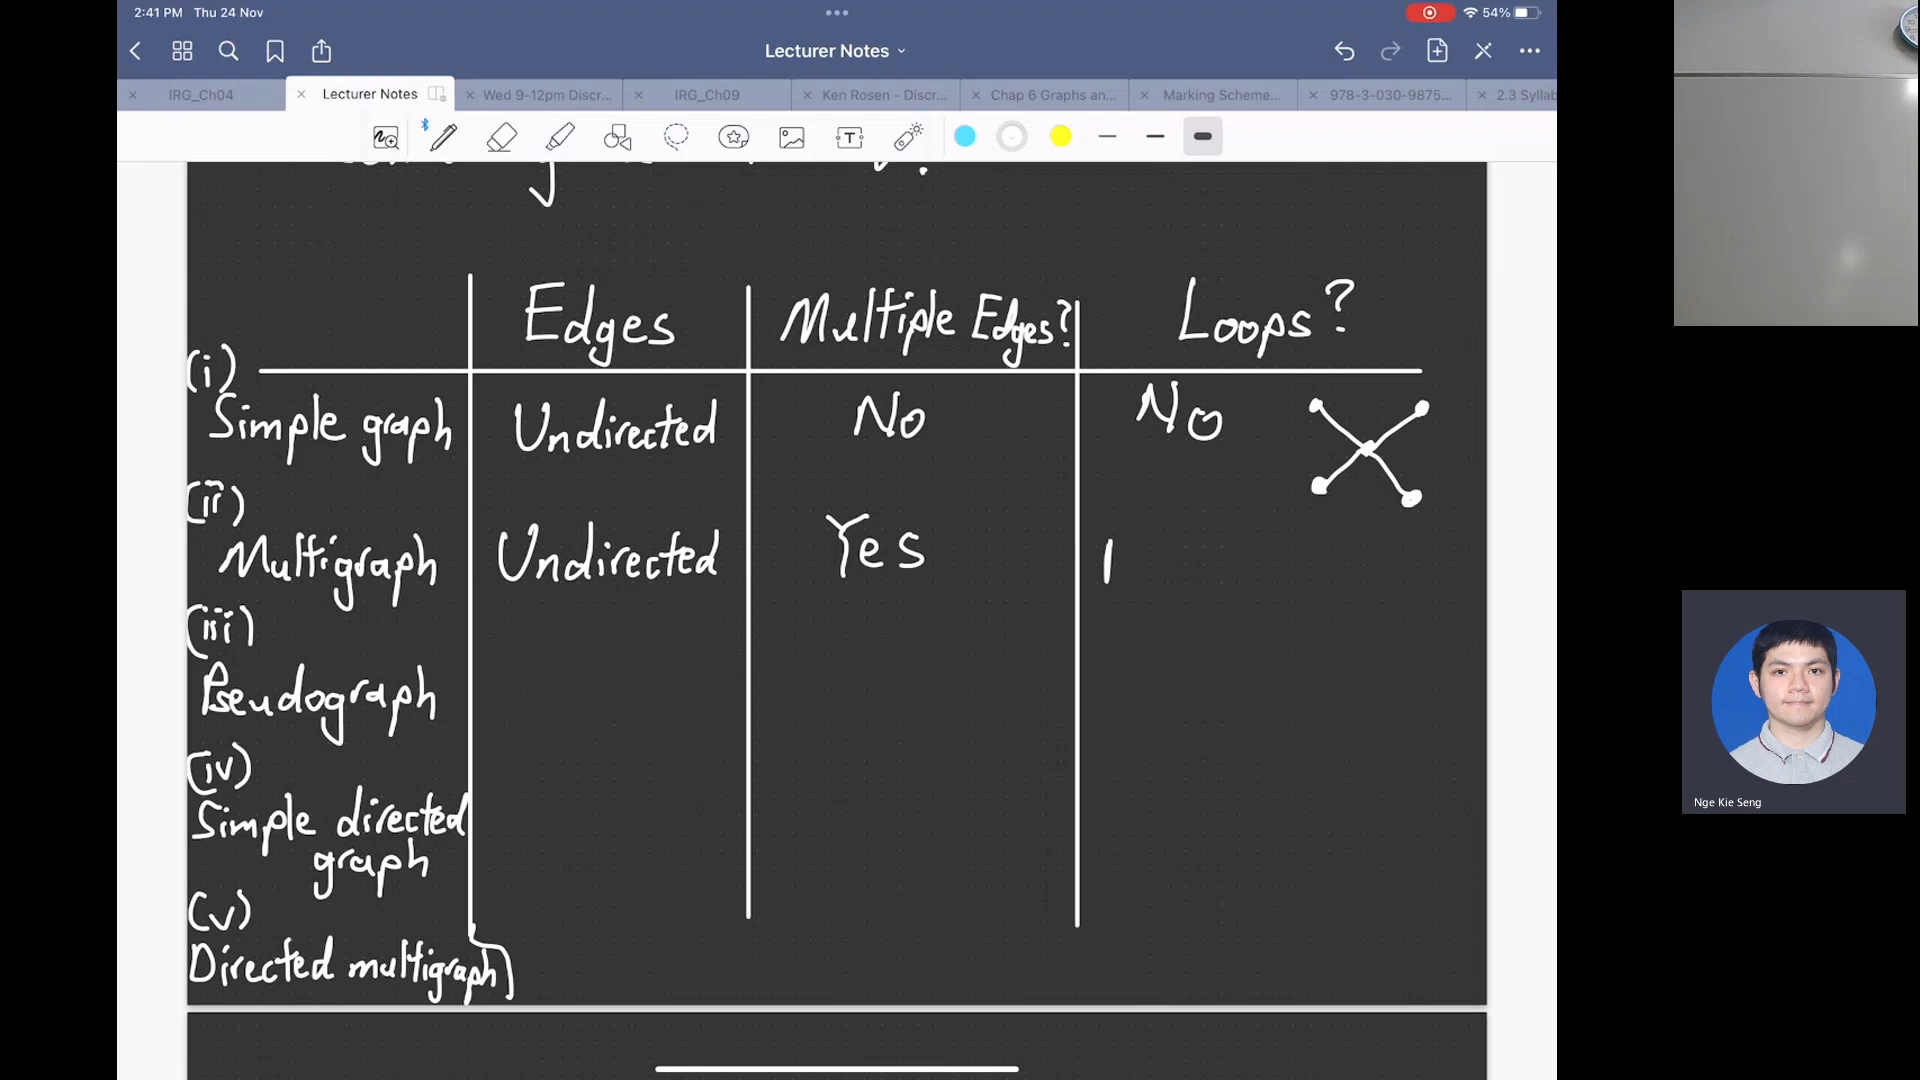 2:41 PM Thu 24 Nov
54%
Lecturer Notes
IRG_Ch04
Lecturer Notes
Wed 9-12pm Discr...
IRG_Ch09
Ken Rosen - Discr...
Chap 6 Graphs an...
Marking Scheme...
978-3-030-9875...
2.3 Syllab
Edges Multiple Edges? Loops?
(i)
Simple graph Undirected No No
(ii)
Multigraph Undirected Yes
(iii)
Pseudograph
(iv)
Simple directed
graph
(v)
Directed multigraph
Nge Kie Seng